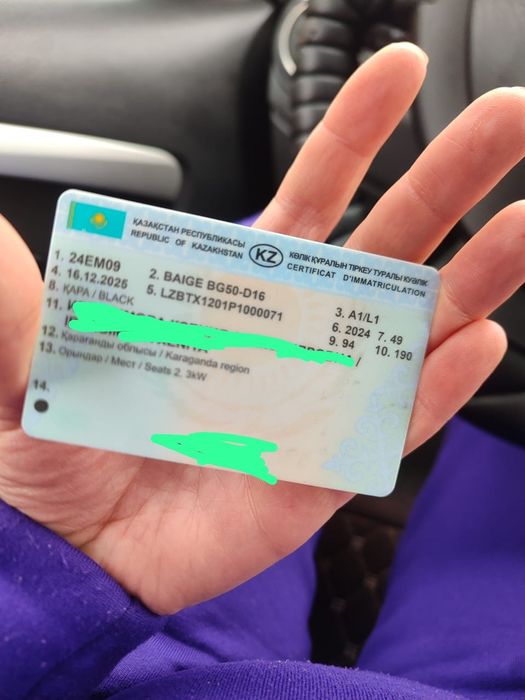 ҚАЗАҚСТАН РЕСПУБЛИКАСЫ
REPUBLIC OF KAZAKHSTAN
KZ
КӨЛІК ҚҰРАЛЫН ТІРКЕУ ТУРАЛЫ КУӘЛІК
CERTIFICAT D'IMMATRICULATION
1. 24EM09
2. BAIGE BG50-D16
3. A1/L1
4. 16.12.2025
5. LZBTX1201P1000071
6. 2024 7. 49
8. ҚАРА / BLACK
9. 94 10. 190
11.
/
12. Қарағанды облысы / Karaganda region
13. Орындар / Места / Seats 2. 3kW
14.